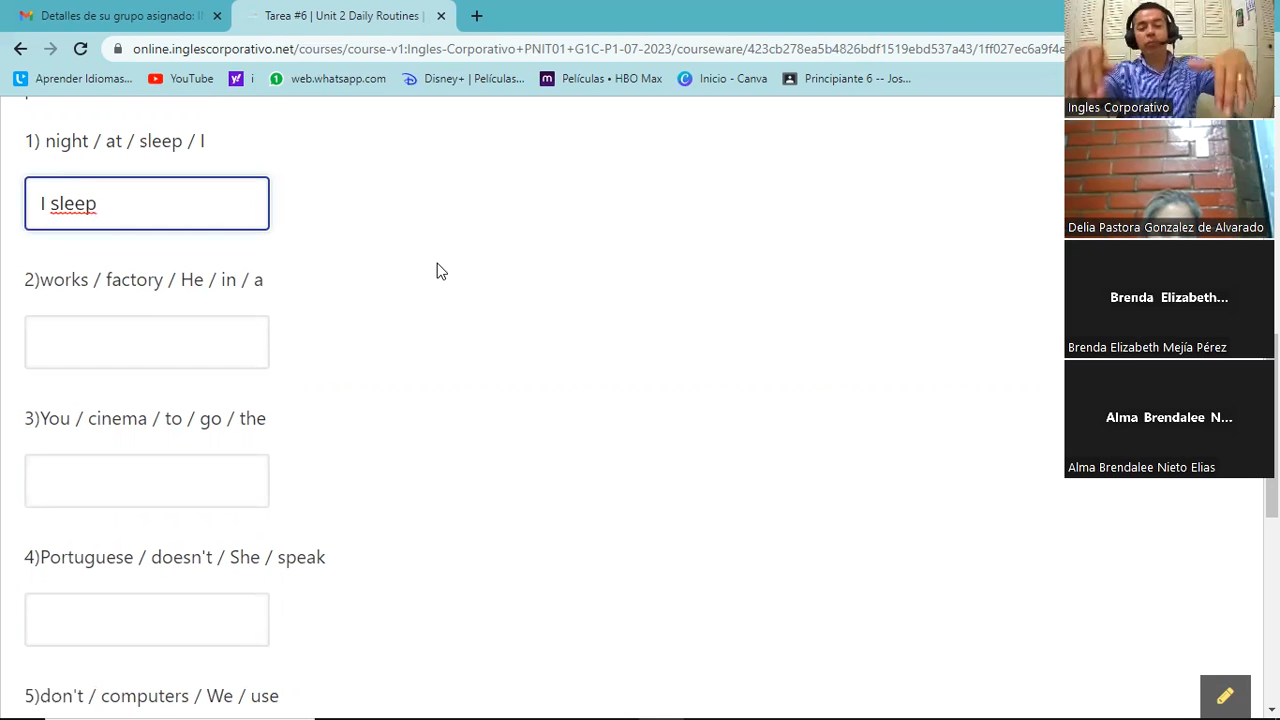 Detalles de su grupo asignado: I
Tarea #6 | Unit 2 Daily Routine
online.inglescorporativo.net/courses/course-v1:Ingles-Corporativo+PNIT01+G1C-P1-06-2023/courseware/423cb278ea5b4826bdf1519ebd537a43/1ff027ec6a9f4e
Aprender Idiomas...
YouTube
i
web.whatsapp.com
Disney+ | Películas...
Películas • HBO Max
Inicio - Canva
Principiante 6 -- Jos...
1) night / at / sleep / I
I sleep
2)works / factory / He / in / a
3)You / cinema / to / go / the
4)Portuguese / doesn't / She / speak
5)don't / computers / We / use
Ingles Corporativo
Delia Pastora Gonzalez de Alvarado
Brenda Elizabeth...
Brenda Elizabeth Mejía Pérez
Alma Brendalee N...
Alma Brendalee Nieto Elias